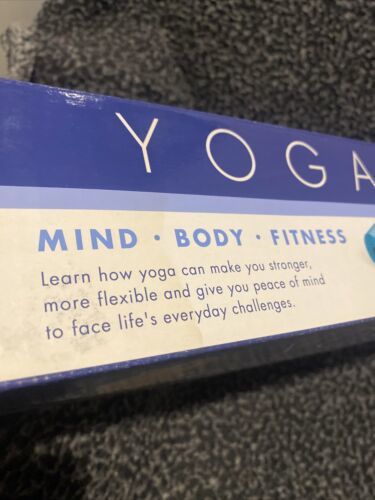 YOGA
MIND · BODY · FITNESS
Learn how yoga can make you stronger,
more flexible and give you peace of mind
to face life's everyday challenges.